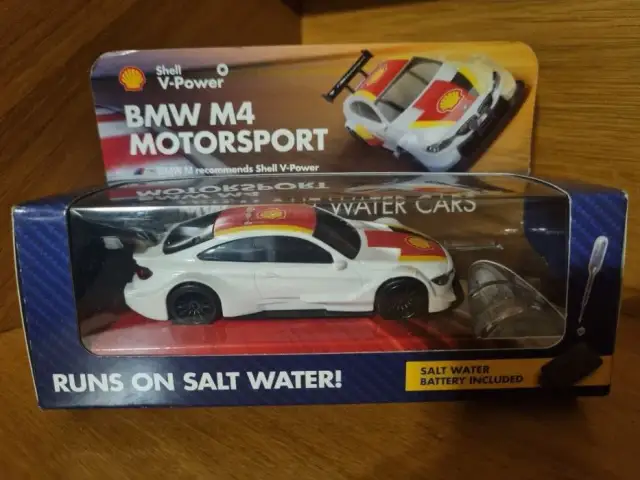 Shell
V-Power
BMW M4
MOTORSPORT
BMW M recommends Shell V-Power
MOTORSPORT
WATER CARS
RUNS ON SALT WATER!
SALT WATER
BATTERY INCLUDED